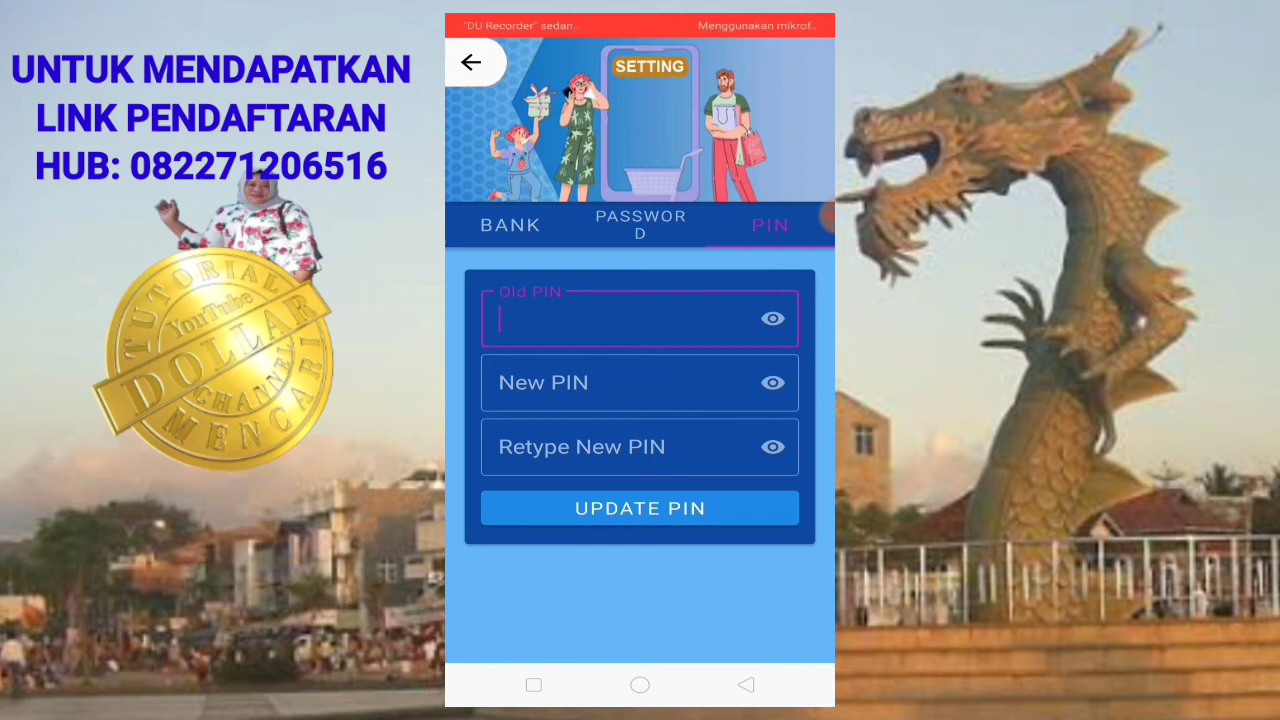 UNTUK MENDAPATKAN
LINK PENDAFTARAN
HUB: 082271206516
TUTORIAL
YouTube
DOLLAR
CHANNEL
MENCARI
"DU Recorder" sedan..
Menggunakan mikrof...
SETTING
BANK
PASSWOR
D
PIN
Old PIN
New PIN
Retype New PIN
UPDATE PIN